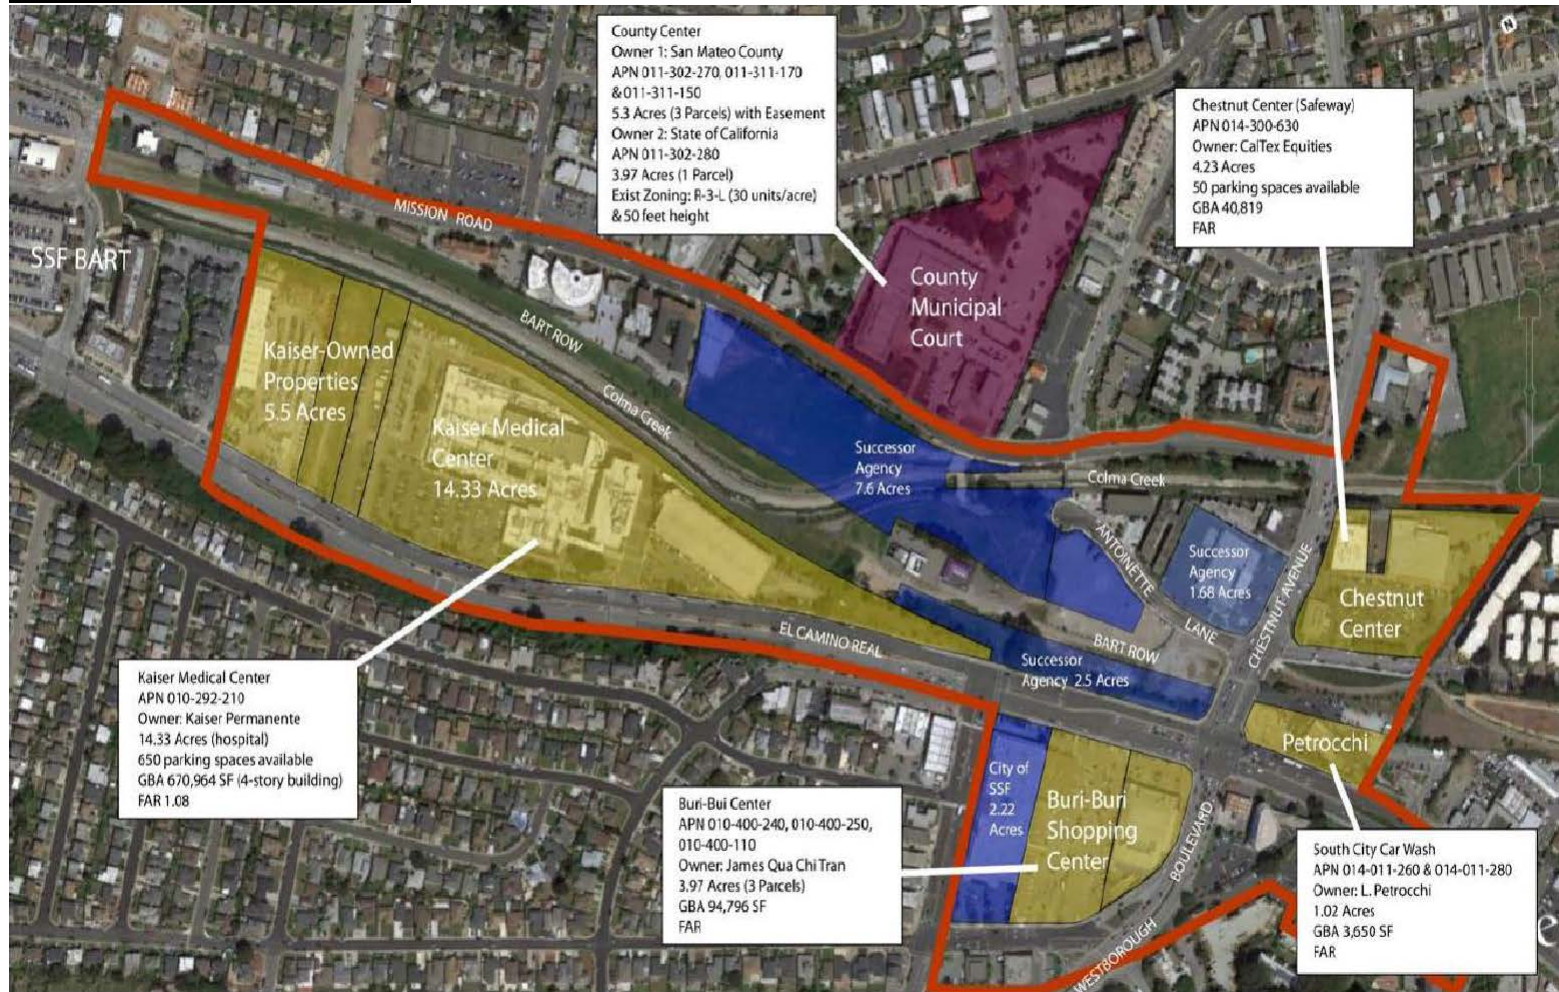 County Center
Owner 1: San Mateo County
APN 011-302-270, 011-311-170
& 011-311-150
5.3 Acres (3 Parcels) with Easement
Owner 2: State of California
APN 011-302-280
3.97 Acres (1 Parcel)
Exist Zoning: R-3-L (30 units/acre)
& 50 feet height
N
Chestnut Center (Safeway)
APN 014-300-630
Owner: CalTex Equities
4.23 Acres
50 parking spaces available
GBA 40,819
FAR
MISSION ROAD
SSF BART
County
Municipal
Court
BART ROW
Kaiser-Owned
Properties
5.5 Acres
Colma Creek
Kaiser Medical
Center
14.33 Acres
Successor
Agency
7.6 Acres
Colma Creek
ANTOINETTE
LANE
Successor
Agency
1.68 Acres
CHESTNUT AVENUE
Chestnut
Center
EL CAMINO REAL
BART ROW
Successor
Agency 2.5 Acres
Kaiser Medical Center
APN 010-292-210
Owner: Kaiser Permanente
14.33 Acres (hospital)
650 parking spaces available
GBA 670,964 SF (4-story building)
FAR 1.08
Petrocchi
City of
SSF
2.22
Acres
Buri-Buri
Shopping
Center
Buri-Bui Center
APN 010-400-240, 010-400-250,
010-400-110
Owner: James Qua Chi Tran
3.97 Acres (3 Parcels)
GBA 94,796 SF
FAR
WESTBOROUGH
BOULEVARD
South City Car Wash
APN 014-011-260 & 014-011-280
Owner: L. Petrocchi
1.02 Acres
GBA 3,650 SF
FAR